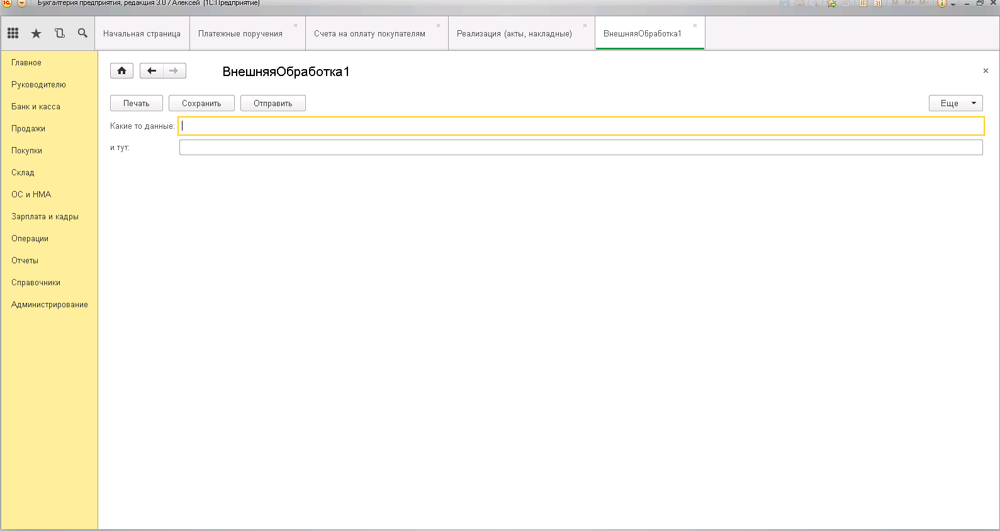 Бухгалтерия предприятия, редакция 3.0 / Алексей (1С:Предприятие)
31 M M+ M-
Начальная страница
Платежные поручения
Счета на оплату покупателям
Реализация (акты, накладные)
ВнешняяОбработка1
Главное
Руководителю
Банк и касса
Продажи
Покупки
Склад
ОС и НМА
Зарплата и кадры
Операции
Отчеты
Справочники
Администрирование
ВнешняяОбработка1
Печать
Сохранить
Отправить
Еще
Какие то данные:
и тут: